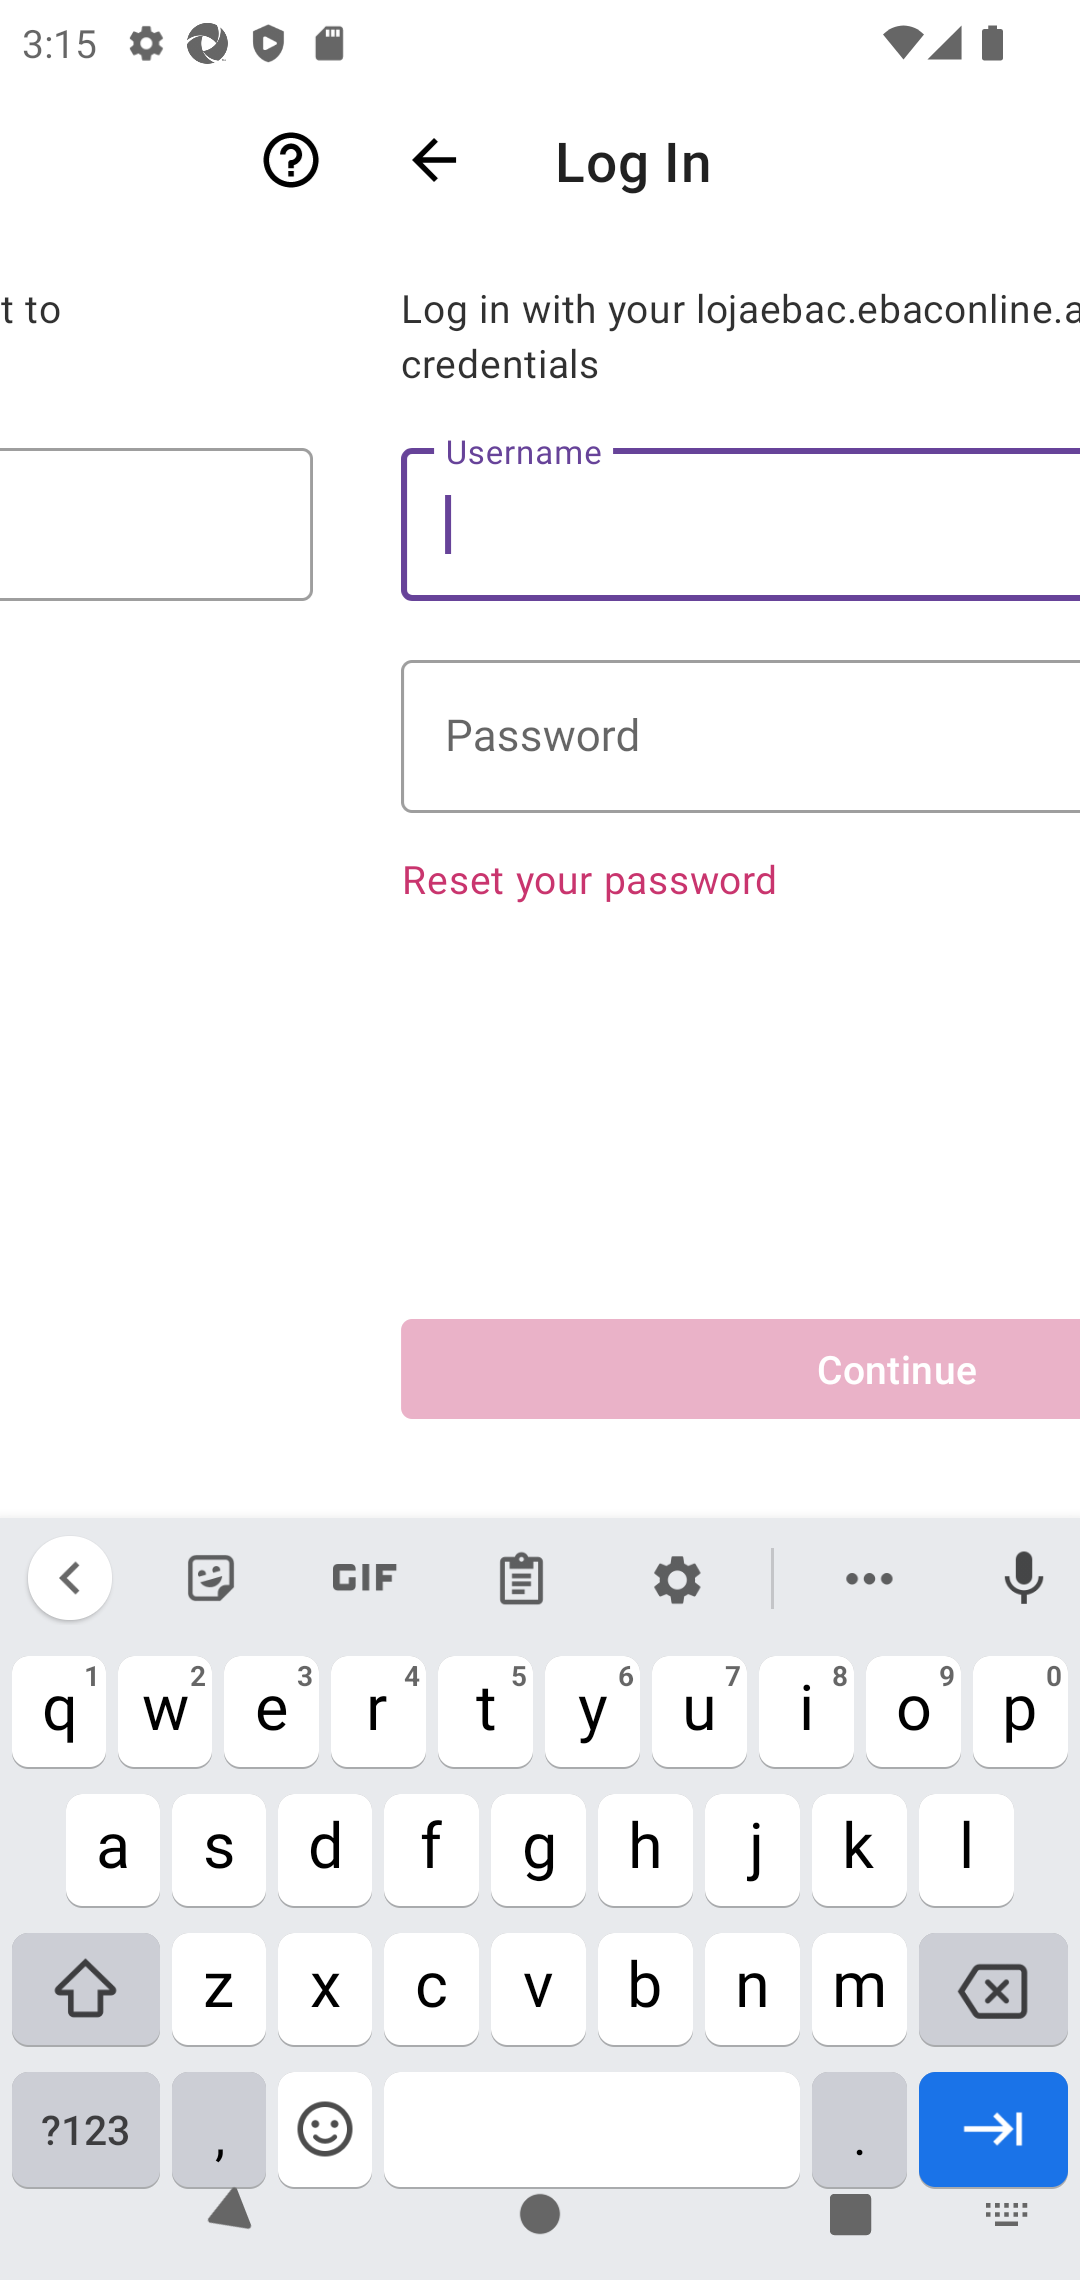 3:15
Log In
t to
Log in with your lojaebac.ebaconline.a
credentials
Username
Password
Reset your password
Continue
GIF
q1 w2 e3 r4 t5 y6 u7 i8 o9 p0
a s d f g h j k l
z x c v b n m
?123 , .